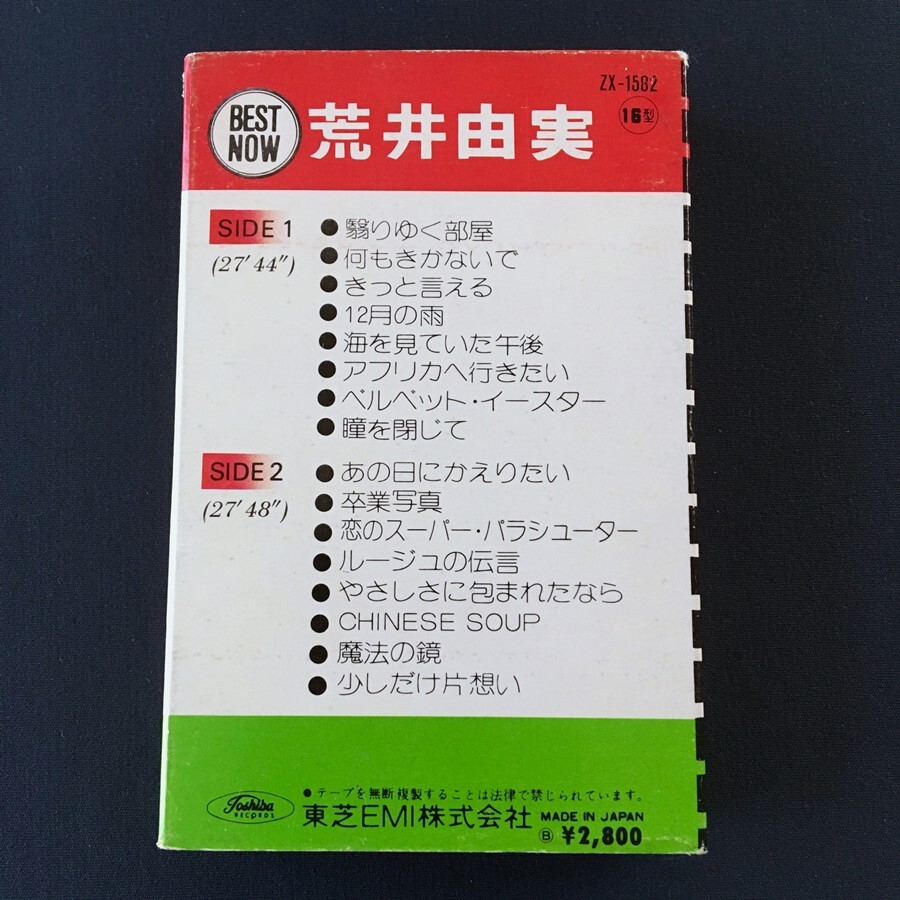 ZX-1582
16型
BEST NOW
荒井由実
SIDE 1
(27'44")
● 翳りゆく部屋
● 何もきかないで
● きっと言える
● 12月の雨
● 海を見ていた午後
● アフリカへ行きたい
● ベルベット・イースター
● 瞳を閉じて
SIDE 2
(27'48")
● あの日にかえりたい
● 卒業写真
● 恋のスーパー・パラシューター
● ルージュの伝言
● やさしさに包まれたなら
● CHINESE SOUP
● 魔法の鏡
● 少しだけ片想い
● テープを無断複製することは法律で禁じられています。
Toshiba RECORDS
東芝EMI株式会社 MADE IN JAPAN
Ⓑ ¥2,800